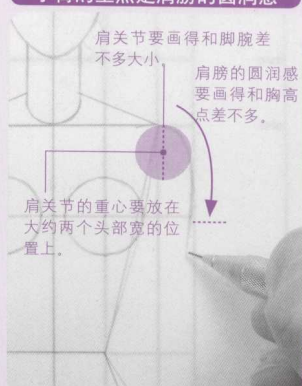 肩关节要画得和脚腕差
不多大小。
肩膀的圆润感
要画得和胸高
点差不多。
肩关节的重心要放在
大约两个头部宽的位
置上。